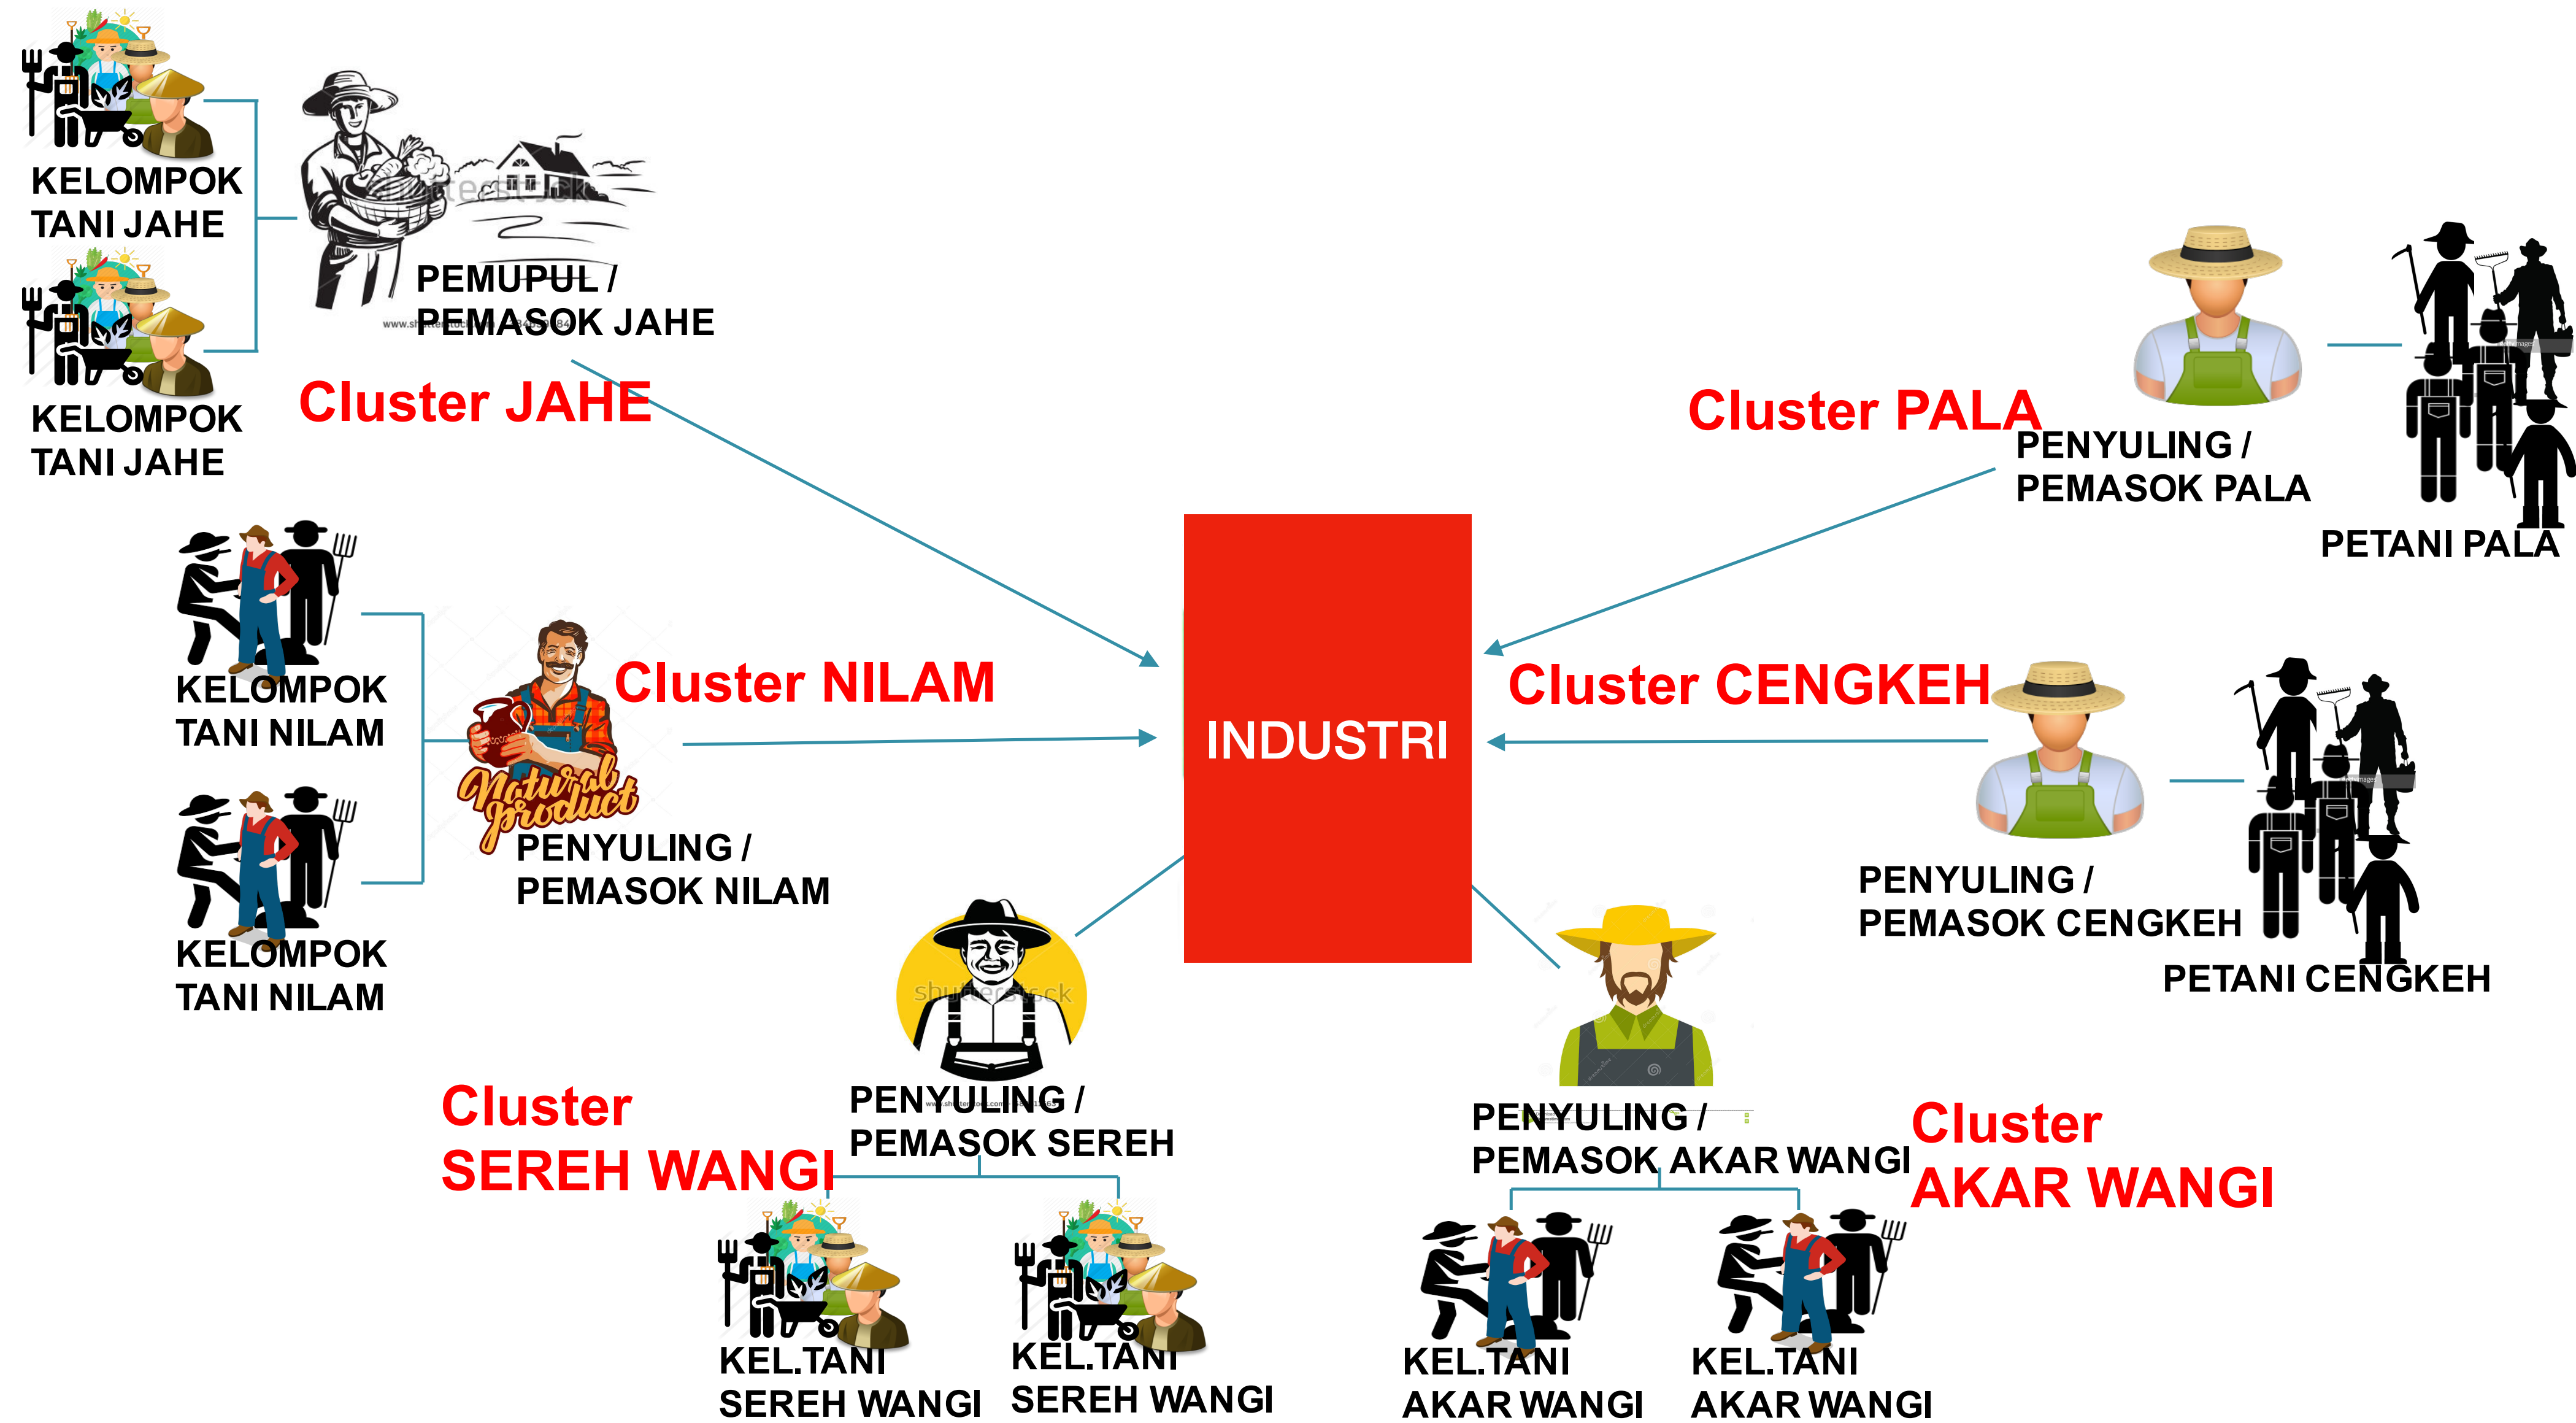 KELOMPOK
TANI JAHE
KELOMPOK
TANI JAHE
shutterstock
PEMUPUL /
PEMASOK JAHE
Cluster JAHE
KELOMPOK
TANI NILAM
KELOMPOK
TANI NILAM
Natural
product
Cluster NILAM
PENYULING /
PEMASOK NILAM
INDUSTRI
Cluster PALA
PENYULING /
PEMASOK PALA
PETANI PALA
Cluster CENGKEH
PENYULING /
PEMASOK CENGKEH
PETANI CENGKEH
Cluster
SEREH WANGI
shutterstock
PENYULING /
PEMASOK SEREH
KEL.TANI
SEREH WANGI
KEL.TANI
SEREH WANGI
PENYULING /
PEMASOK AKAR WANGI
Cluster
AKAR WANGI
KEL.TANI
AKAR WANGI
KEL.TANI
AKAR WANGI